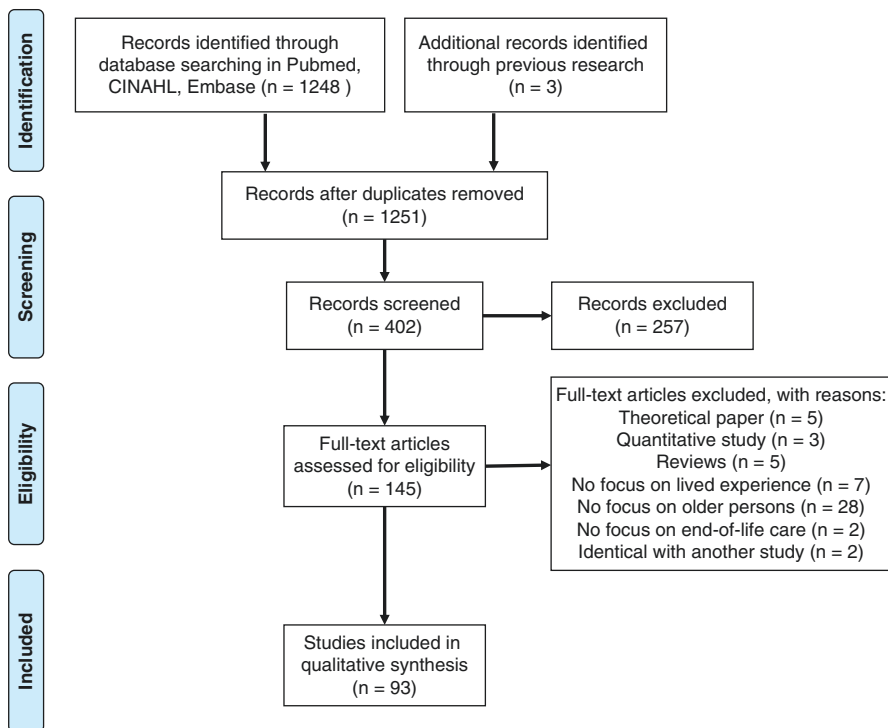 Identification
Records identified through
database searching in Pubmed,
CINAHL, Embase (n = 1248 )
Additional records identified
through previous research
(n = 3)
Records after duplicates removed
(n = 1251)
Screening
Records screened
(n = 402)
Records excluded
(n = 257)
Eligibility
Full-text articles
assessed for eligibility
(n = 145)
Full-text articles excluded, with reasons:
Theoretical paper (n = 5)
Quantitative study (n = 3)
Reviews (n = 5)
No focus on lived experience (n = 7)
No focus on older persons (n = 28)
No focus on end-of-life care (n = 2)
Identical with another study (n = 2)
Included
Studies included in
qualitative synthesis
(n = 93)